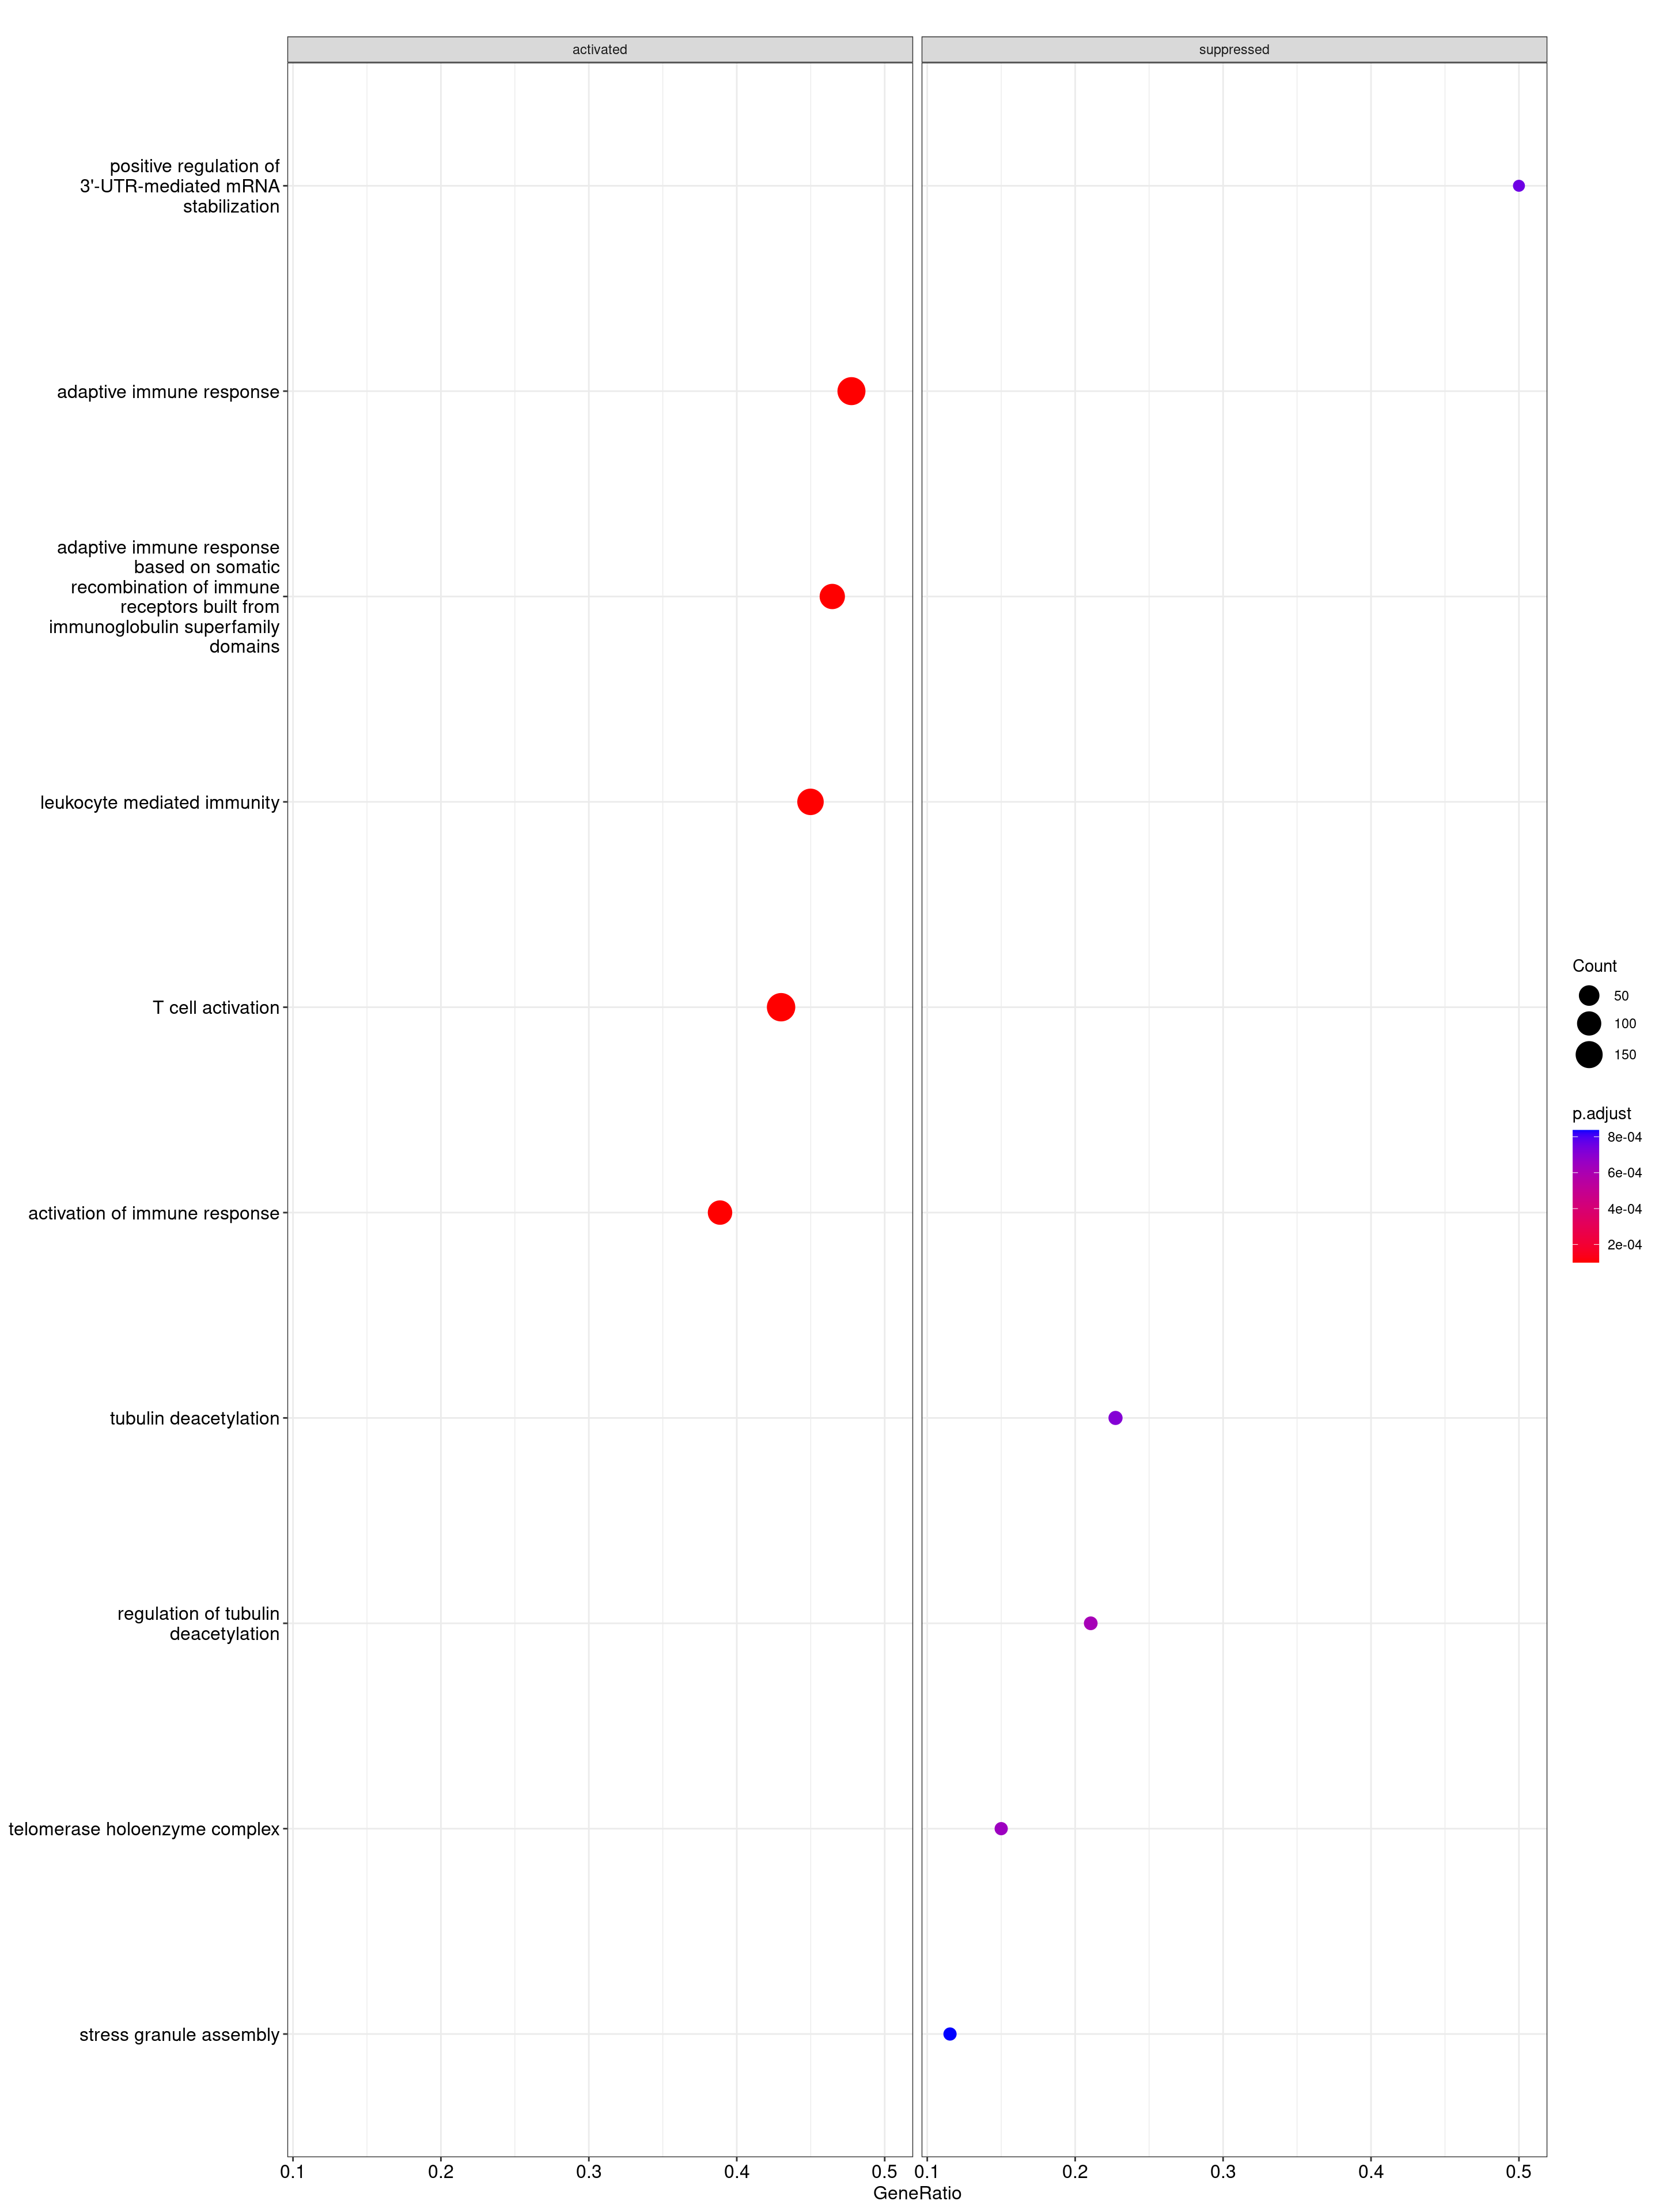 activated
suppressed
positive regulation of
3'-UTR-mediated mRNA
stabilization
adaptive immune response
adaptive immune response
based on somatic
recombination of immune
receptors built from
immunoglobulin superfamily
domains
leukocyte mediated immunity
T cell activation
activation of immune response
tubulin deacetylation
regulation of tubulin
deacetylation
telomerase holoenzyme complex
stress granule assembly
0.1 0.2 0.3 0.4 0.5
0.1 0.2 0.3 0.4 0.5
GeneRatio
Count
50
100
150
p.adjust
8e-04
6e-04
4e-04
2e-04